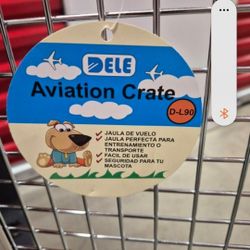 DELE
Aviation Crate
D-L90
JAULA DE VUELO
JAULA PERFECTA PARA
ENTRENAMIENTO O
TRANSPORTE
FACIL DE USAR
SEGURIDAD PARA TU
MASCOTA